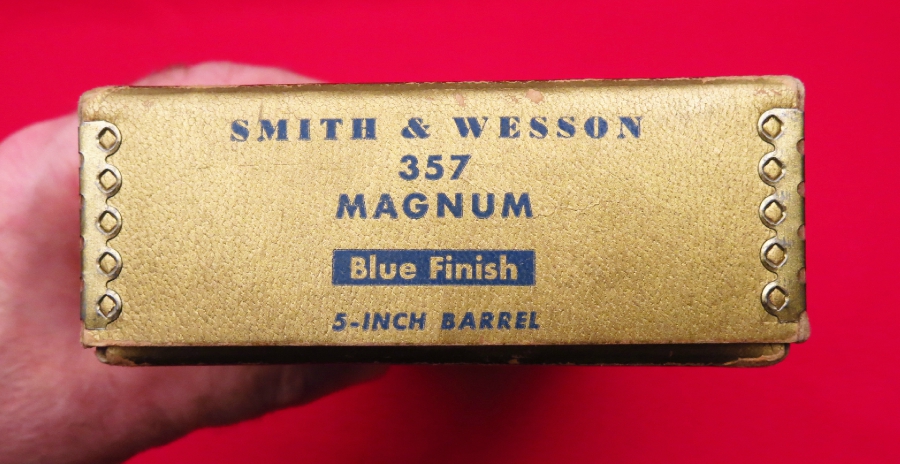 SMITH & WESSON
357
MAGNUM
Blue Finish
5-INCH BARREL